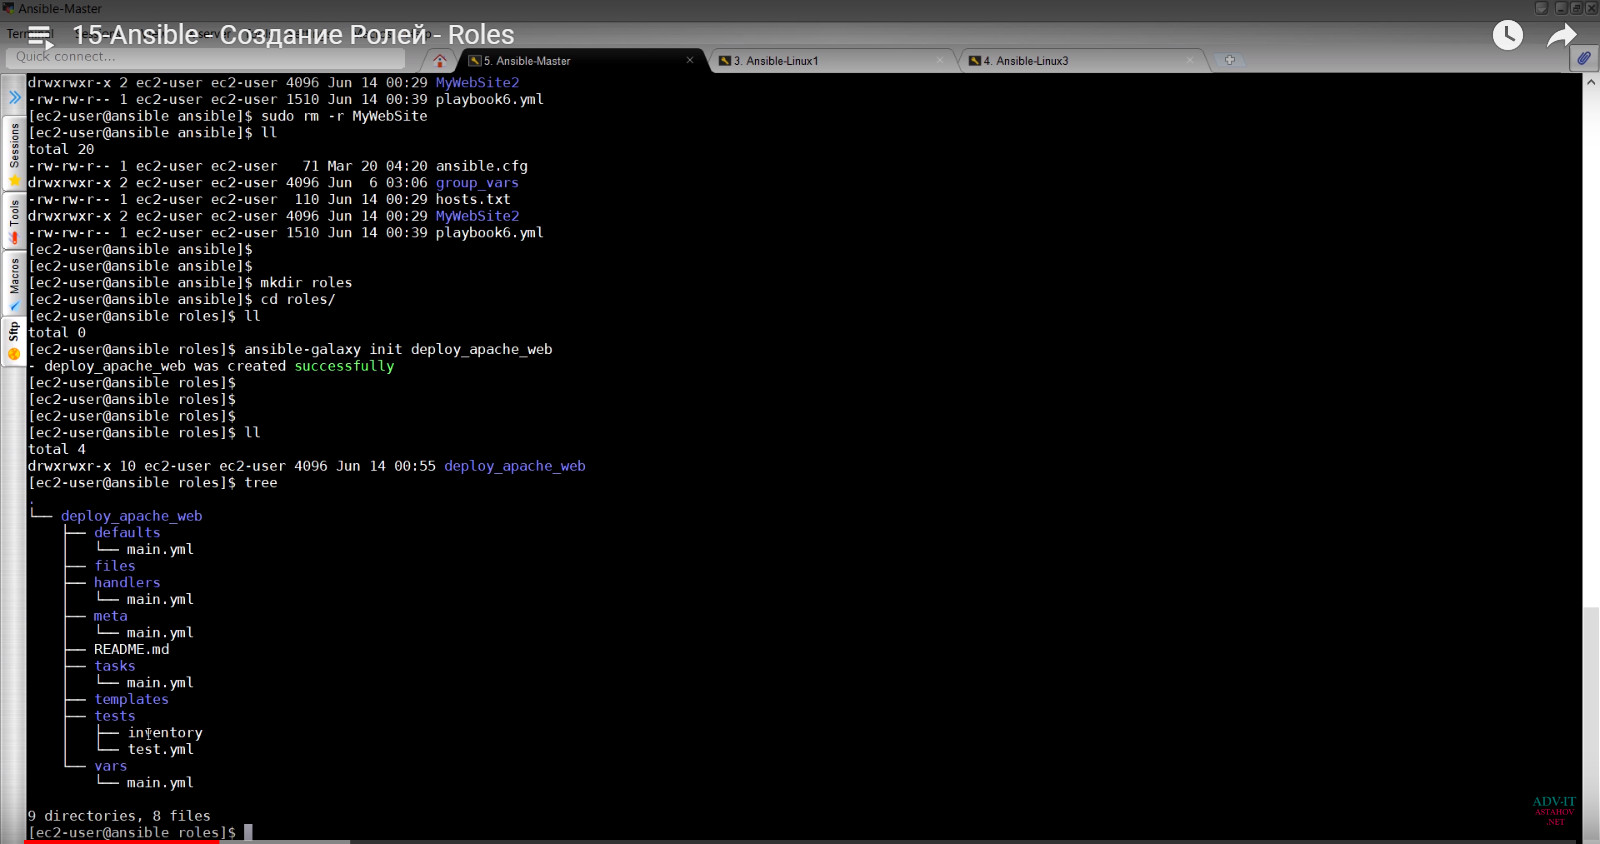 Ansible-Master
15-Ansible - Создание Ролей - Roles
Quick connect...
5. Ansible-Master
3. Ansible-Linux1
4. Ansible-Linux3
Sessions
Tools
Macros
Sftp
drwxrwxr-x 2 ec2-user ec2-user 4096 Jun 14 00:29 MyWebSite2
-rw-rw-r-- 1 ec2-user ec2-user 1510 Jun 14 00:39 playbook6.yml
[ec2-user@ansible ansible]$ sudo rm -r MyWebSite
[ec2-user@ansible ansible]$ ll
total 20
-rw-rw-r-- 1 ec2-user ec2-user   71 Mar 20 04:20 ansible.cfg
drwxrwxr-x 2 ec2-user ec2-user 4096 Jun  6 03:06 group_vars
-rw-rw-r-- 1 ec2-user ec2-user  110 Jun 14 00:29 hosts.txt
drwxrwxr-x 2 ec2-user ec2-user 4096 Jun 14 00:29 MyWebSite2
-rw-rw-r-- 1 ec2-user ec2-user 1510 Jun 14 00:39 playbook6.yml
[ec2-user@ansible ansible]$
[ec2-user@ansible ansible]$
[ec2-user@ansible ansible]$ mkdir roles
[ec2-user@ansible ansible]$ cd roles/
[ec2-user@ansible roles]$ ll
total 0
[ec2-user@ansible roles]$ ansible-galaxy init deploy_apache_web
- deploy_apache_web was created successfully
[ec2-user@ansible roles]$
[ec2-user@ansible roles]$
[ec2-user@ansible roles]$
[ec2-user@ansible roles]$ ll
total 4
drwxrwxr-x 10 ec2-user ec2-user 4096 Jun 14 00:55 deploy_apache_web
[ec2-user@ansible roles]$ tree
.
└── deploy_apache_web
    ├── defaults
    │   └── main.yml
    ├── files
    ├── handlers
    │   └── main.yml
    ├── meta
    │   └── main.yml
    ├── README.md
    ├── tasks
    │   └── main.yml
    ├── templates
    ├── tests
    │   ├── inventory
    │   └── test.yml
    └── vars
        └── main.yml
9 directories, 8 files
[ec2-user@ansible roles]$
ADV-IT
ASTAHOV
.NET